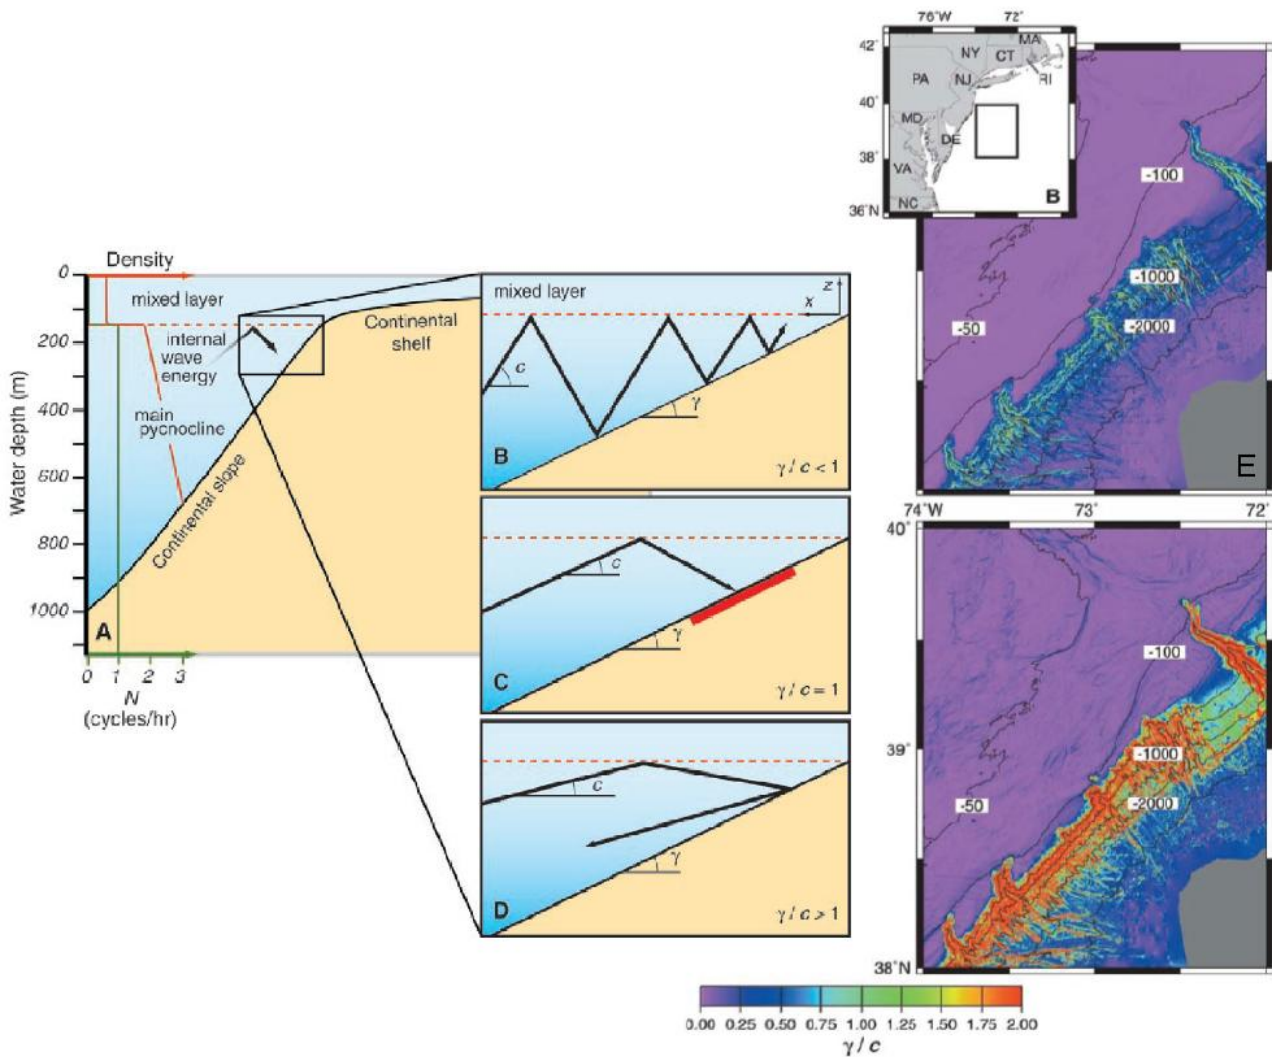 Density
0
200
400
600
800
1000
Water depth (m)
mixed layer
internal
wave
energy
main
pycnocline
Continental
shelf
Continental slope
A
0 1 2 3
N
(cycles/hr)
mixed layer
z
x
c
γ
B
γ / c < 1
c
γ
C
γ / c = 1
c
γ
D
γ / c > 1
76°W 72°
42°
40°
38°
36°N
MA
NY
CT
RI
PA
NJ
MD
DE
VA
NC
B
-100
-1000
-2000
-50
E
74°W 73° 72°
40°
39°
38°N
-100
-1000
-2000
-50
0.00 0.25 0.50 0.75 1.00 1.25 1.50 1.75 2.00
γ / c